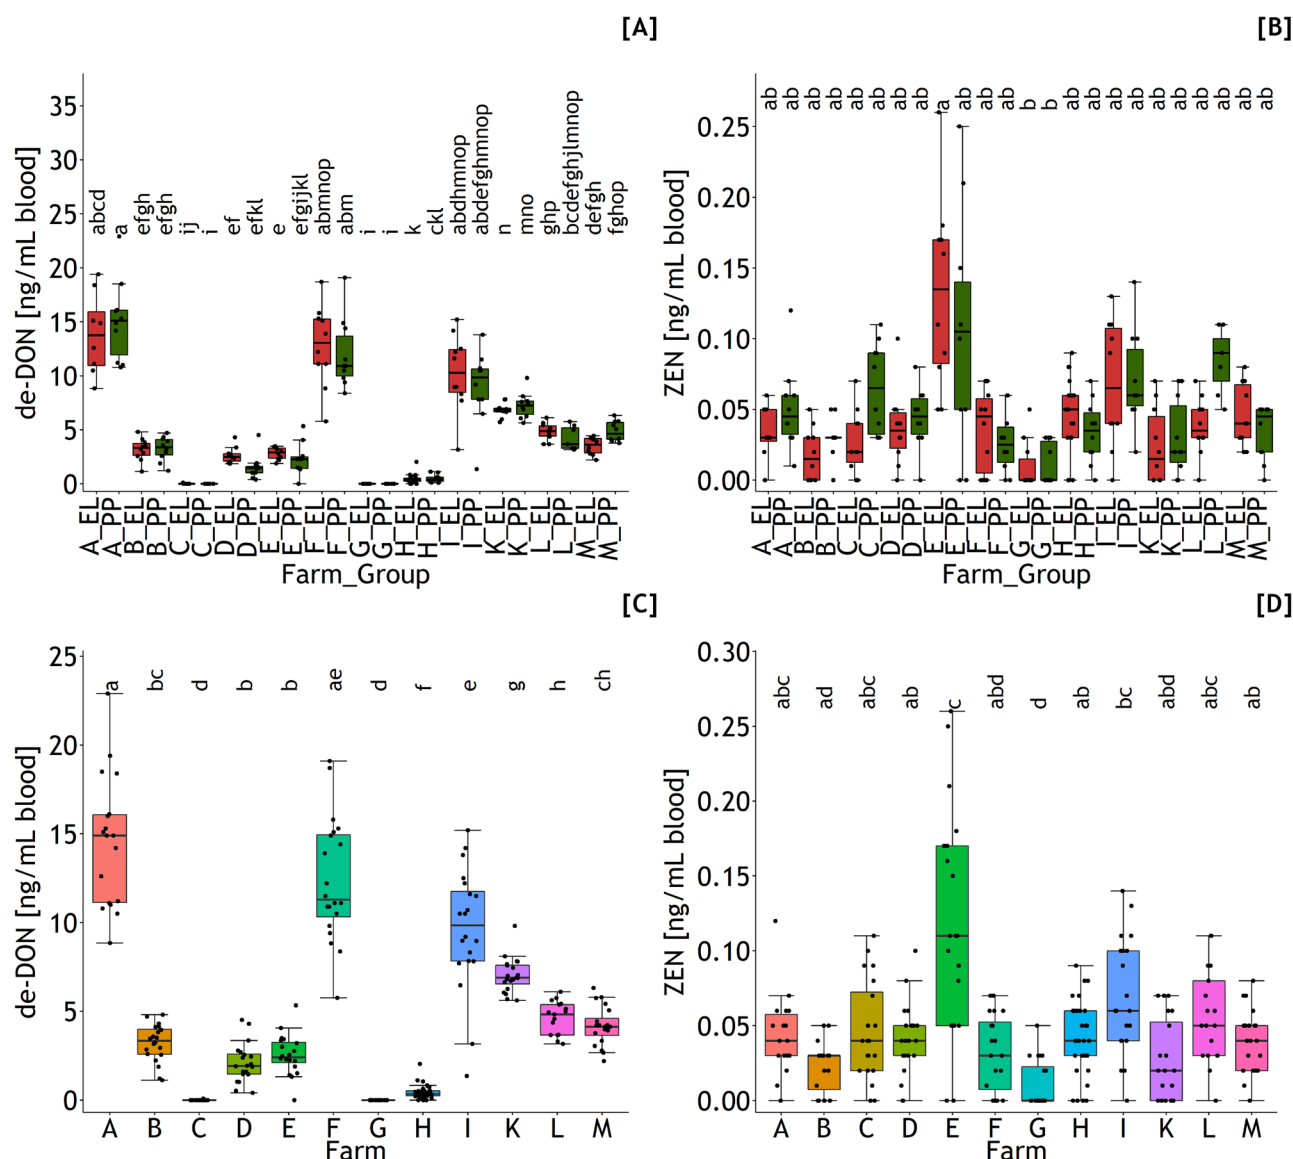 [A]
de-DON [ng/mL blood]
35
30
25
20
15
10
5
0
abcd
a
efgh
efgh
ij
i
ef
efkl
e
efgijkl
abmnop
abm
i
i
k
ckl
abdhmnop
abdefghmnop
n
mno
ghp
bcdefghjlmnop
defgh
fghop
A_EL
A_PP
B_EL
B_PP
C_EL
C_PP
D_EL
D_PP
E_EL
E_PP
F_EL
F_PP
G_EL
G_PP
H_EL
H_PP
I_EL
I_PP
K_EL
K_PP
L_EL
L_PP
M_EL
M_PP
Farm_Group
[B]
ZEN [ng/mL blood]
0.25
0.20
0.15
0.10
0.05
0.00
ab
ab
ab
ab
ab
ab
ab
ab
a
ab
ab
ab
b
b
ab
ab
ab
ab
ab
ab
ab
ab
ab
ab
A_EL
A_PP
B_EL
B_PP
C_EL
C_PP
D_EL
D_PP
E_EL
E_PP
F_EL
F_PP
G_EL
G_PP
H_EL
H_PP
I_EL
I_PP
K_EL
K_PP
L_EL
L_PP
M_EL
M_PP
Farm_Group
[C]
de-DON [ng/mL blood]
25
20
15
10
5
0
a
bc
d
b
b
ae
d
f
e
g
h
ch
A B C D E F G H I K L M
Farm
[D]
ZEN [ng/mL blood]
0.30
0.25
0.20
0.15
0.10
0.05
0.00
abc
ad
abc
ab
c
abd
d
ab
bc
abd
abc
ab
A B C D E F G H I K L M
Farm